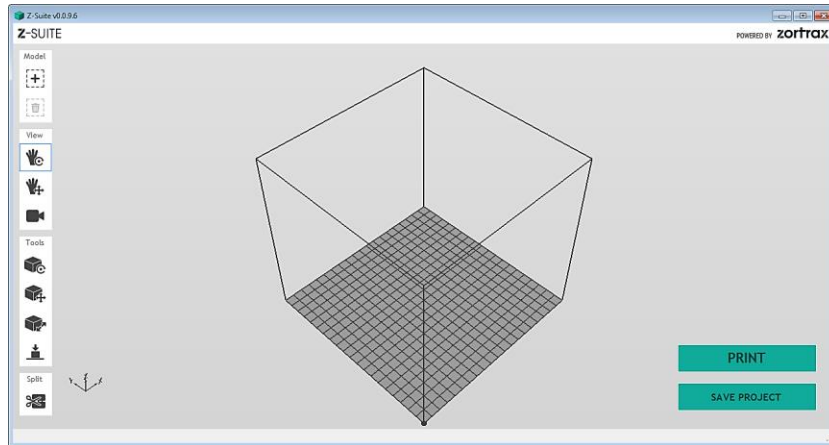 Z-Suite v0.0.9.6
Z-SUITE
POWERED BY zortrax
Model
View
Tools
Split
PRINT
SAVE PROJECT